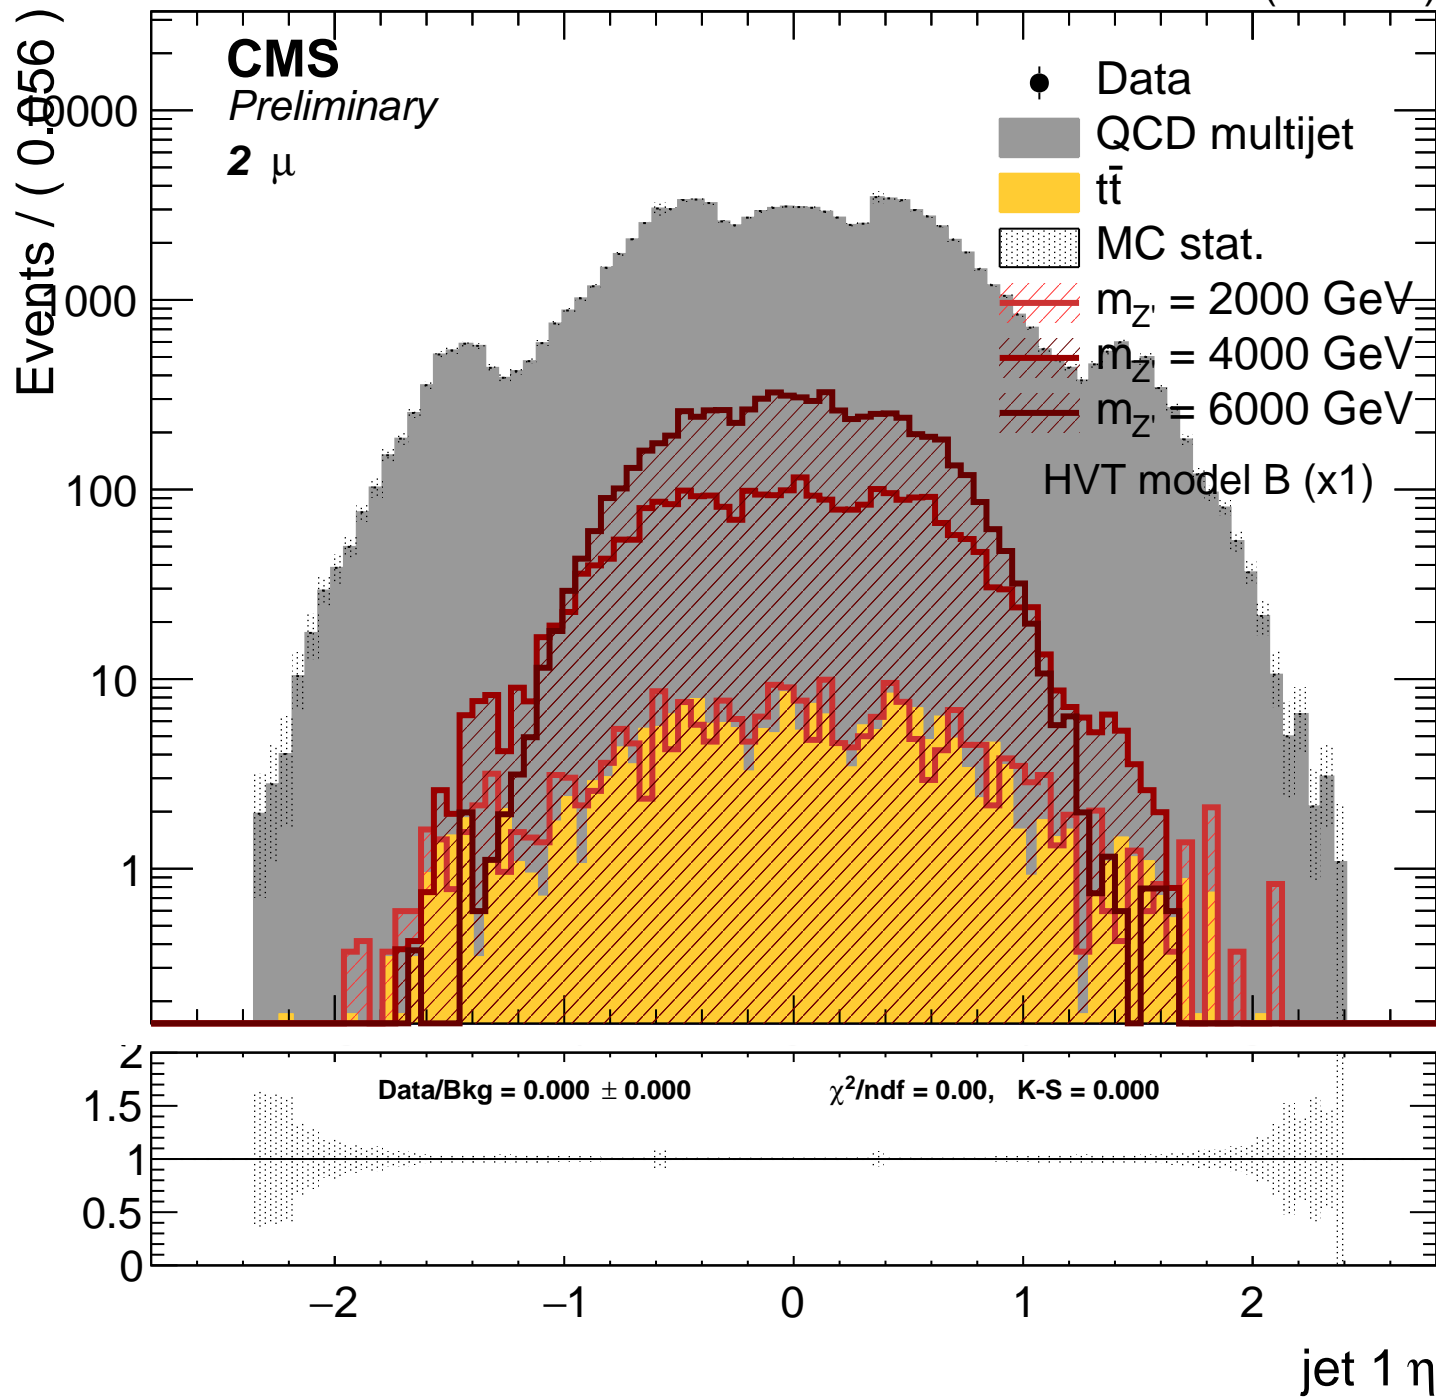 CMS
Preliminary
2 μ
Data
QCD multijet
tt̄
MC stat.
m_Z' = 2000 GeV
m_Z' = 4000 GeV
m_Z' = 6000 GeV
HVT model B (x1)
Events / ( 0.056 )
0000
1000
100
10
1
Data/Bkg = 0.000 ± 0.000
χ²/ndf = 0.00, K-S = 0.000
2
1.5
1
0.5
0
−2 −1 0 1 2
jet 1 η